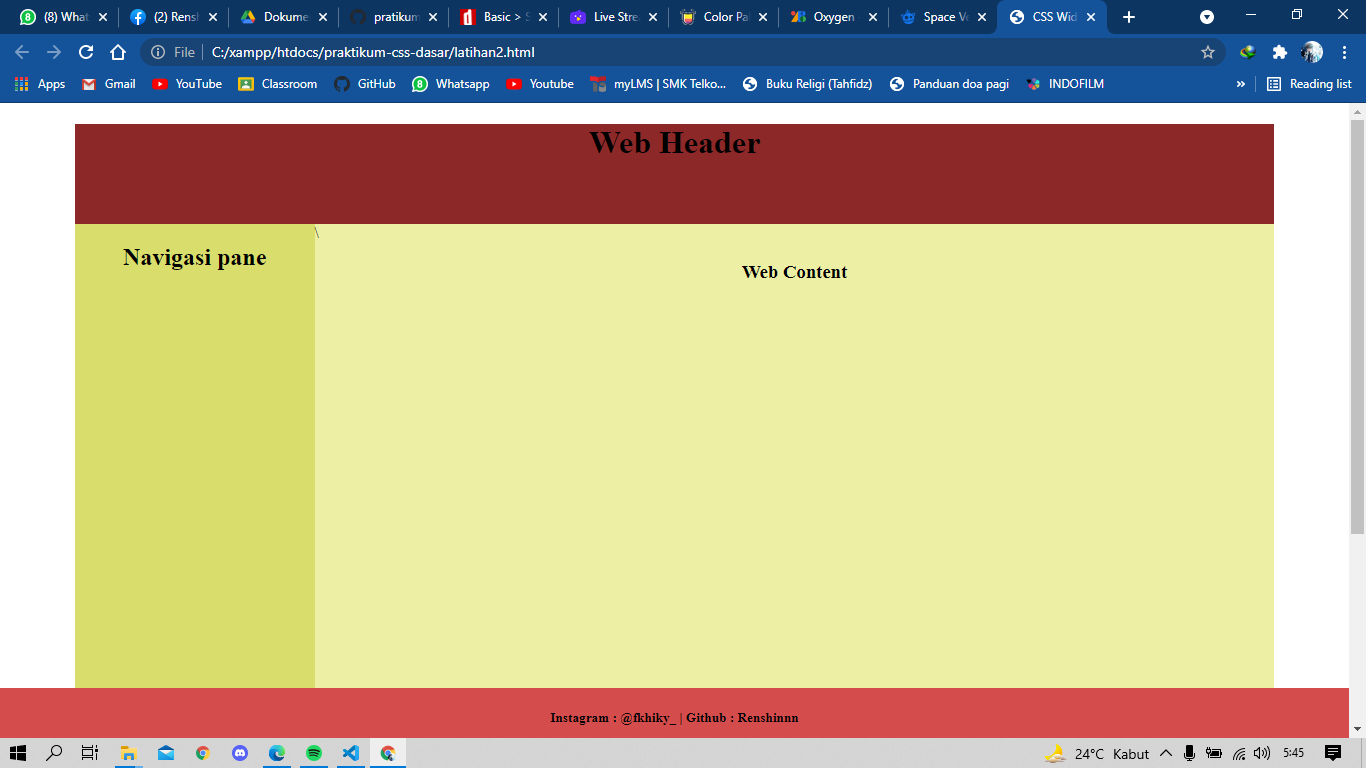 (8) What
(2) Rensh
Dokume
pratikum
Basic > S
Live Stre
Color Pa
Oxygen
Space Ve
CSS Wid
File
C:/xampp/htdocs/praktikum-css-dasar/latihan2.html
Apps
Gmail
YouTube
Classroom
GitHub
Whatsapp
Youtube
myLMS | SMK Telko...
Buku Religi (Tahfidz)
Panduan doa pagi
INDOFILM
»
Reading list
Web Header
Navigasi pane
\
Web Content
Instagram : @fkhiky_ | Github : Renshinnn
24°C Kabut
5:45